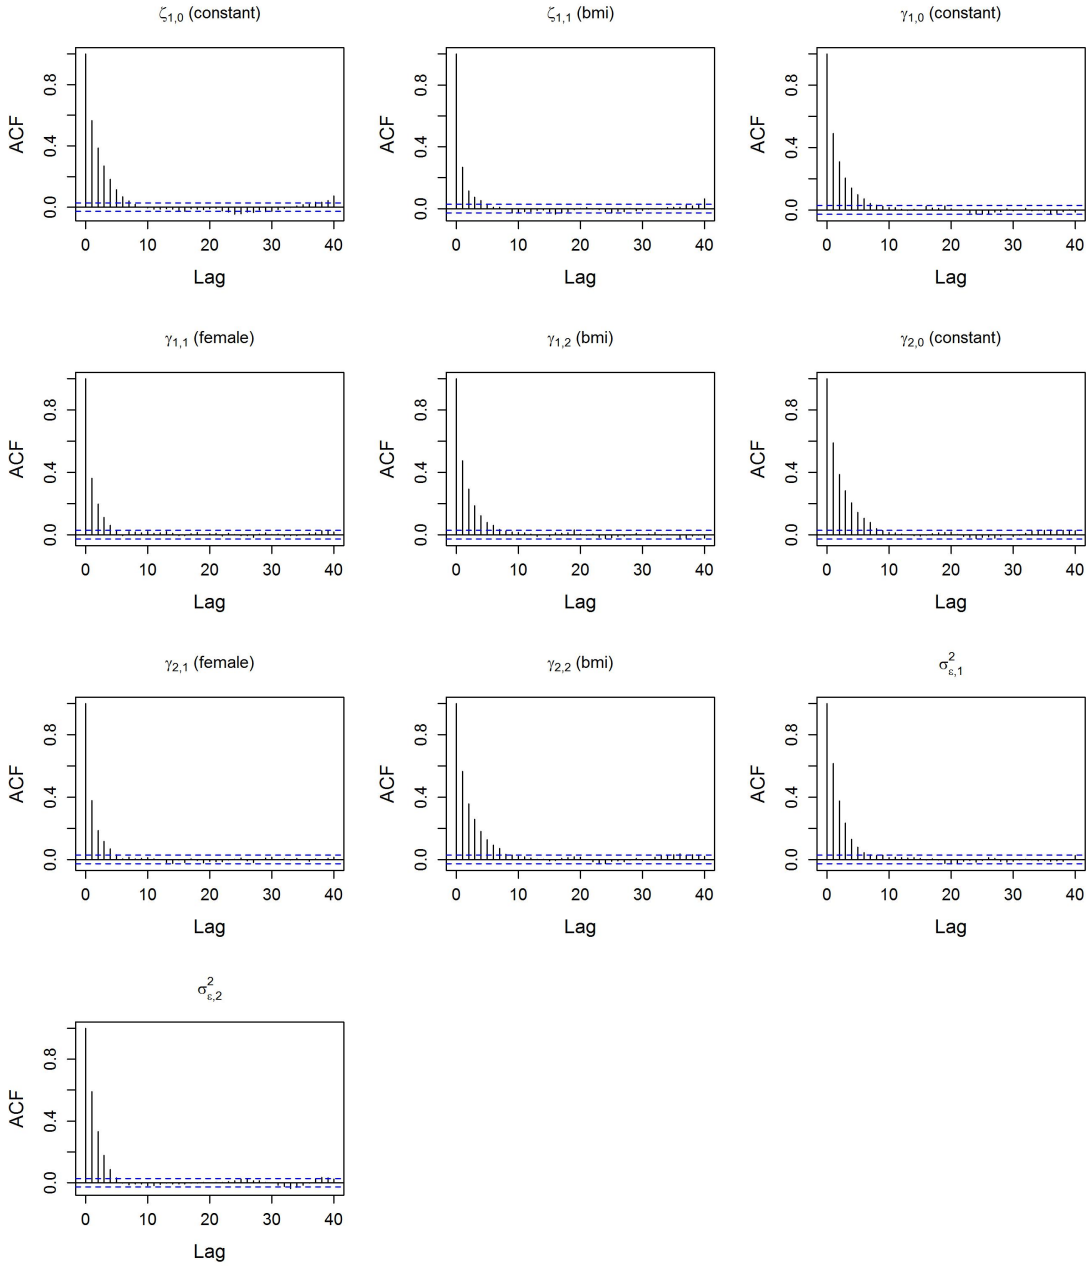 ζ1,0 (constant)
ACF
0.0 0.4 0.8
0 10 20 30 40
Lag
ζ1,1 (bmi)
ACF
0.0 0.4 0.8
0 10 20 30 40
Lag
γ1,0 (constant)
ACF
0.0 0.4 0.8
0 10 20 30 40
Lag
γ1,1 (female)
ACF
0.0 0.4 0.8
0 10 20 30 40
Lag
γ1,2 (bmi)
ACF
0.0 0.4 0.8
0 10 20 30 40
Lag
γ2,0 (constant)
ACF
0.0 0.4 0.8
0 10 20 30 40
Lag
γ2,1 (female)
ACF
0.0 0.4 0.8
0 10 20 30 40
Lag
γ2,2 (bmi)
ACF
0.0 0.4 0.8
0 10 20 30 40
Lag
σ²ε,1
ACF
0.0 0.4 0.8
0 10 20 30 40
Lag
σ²ε,2
ACF
0.0 0.4 0.8
0 10 20 30 40
Lag